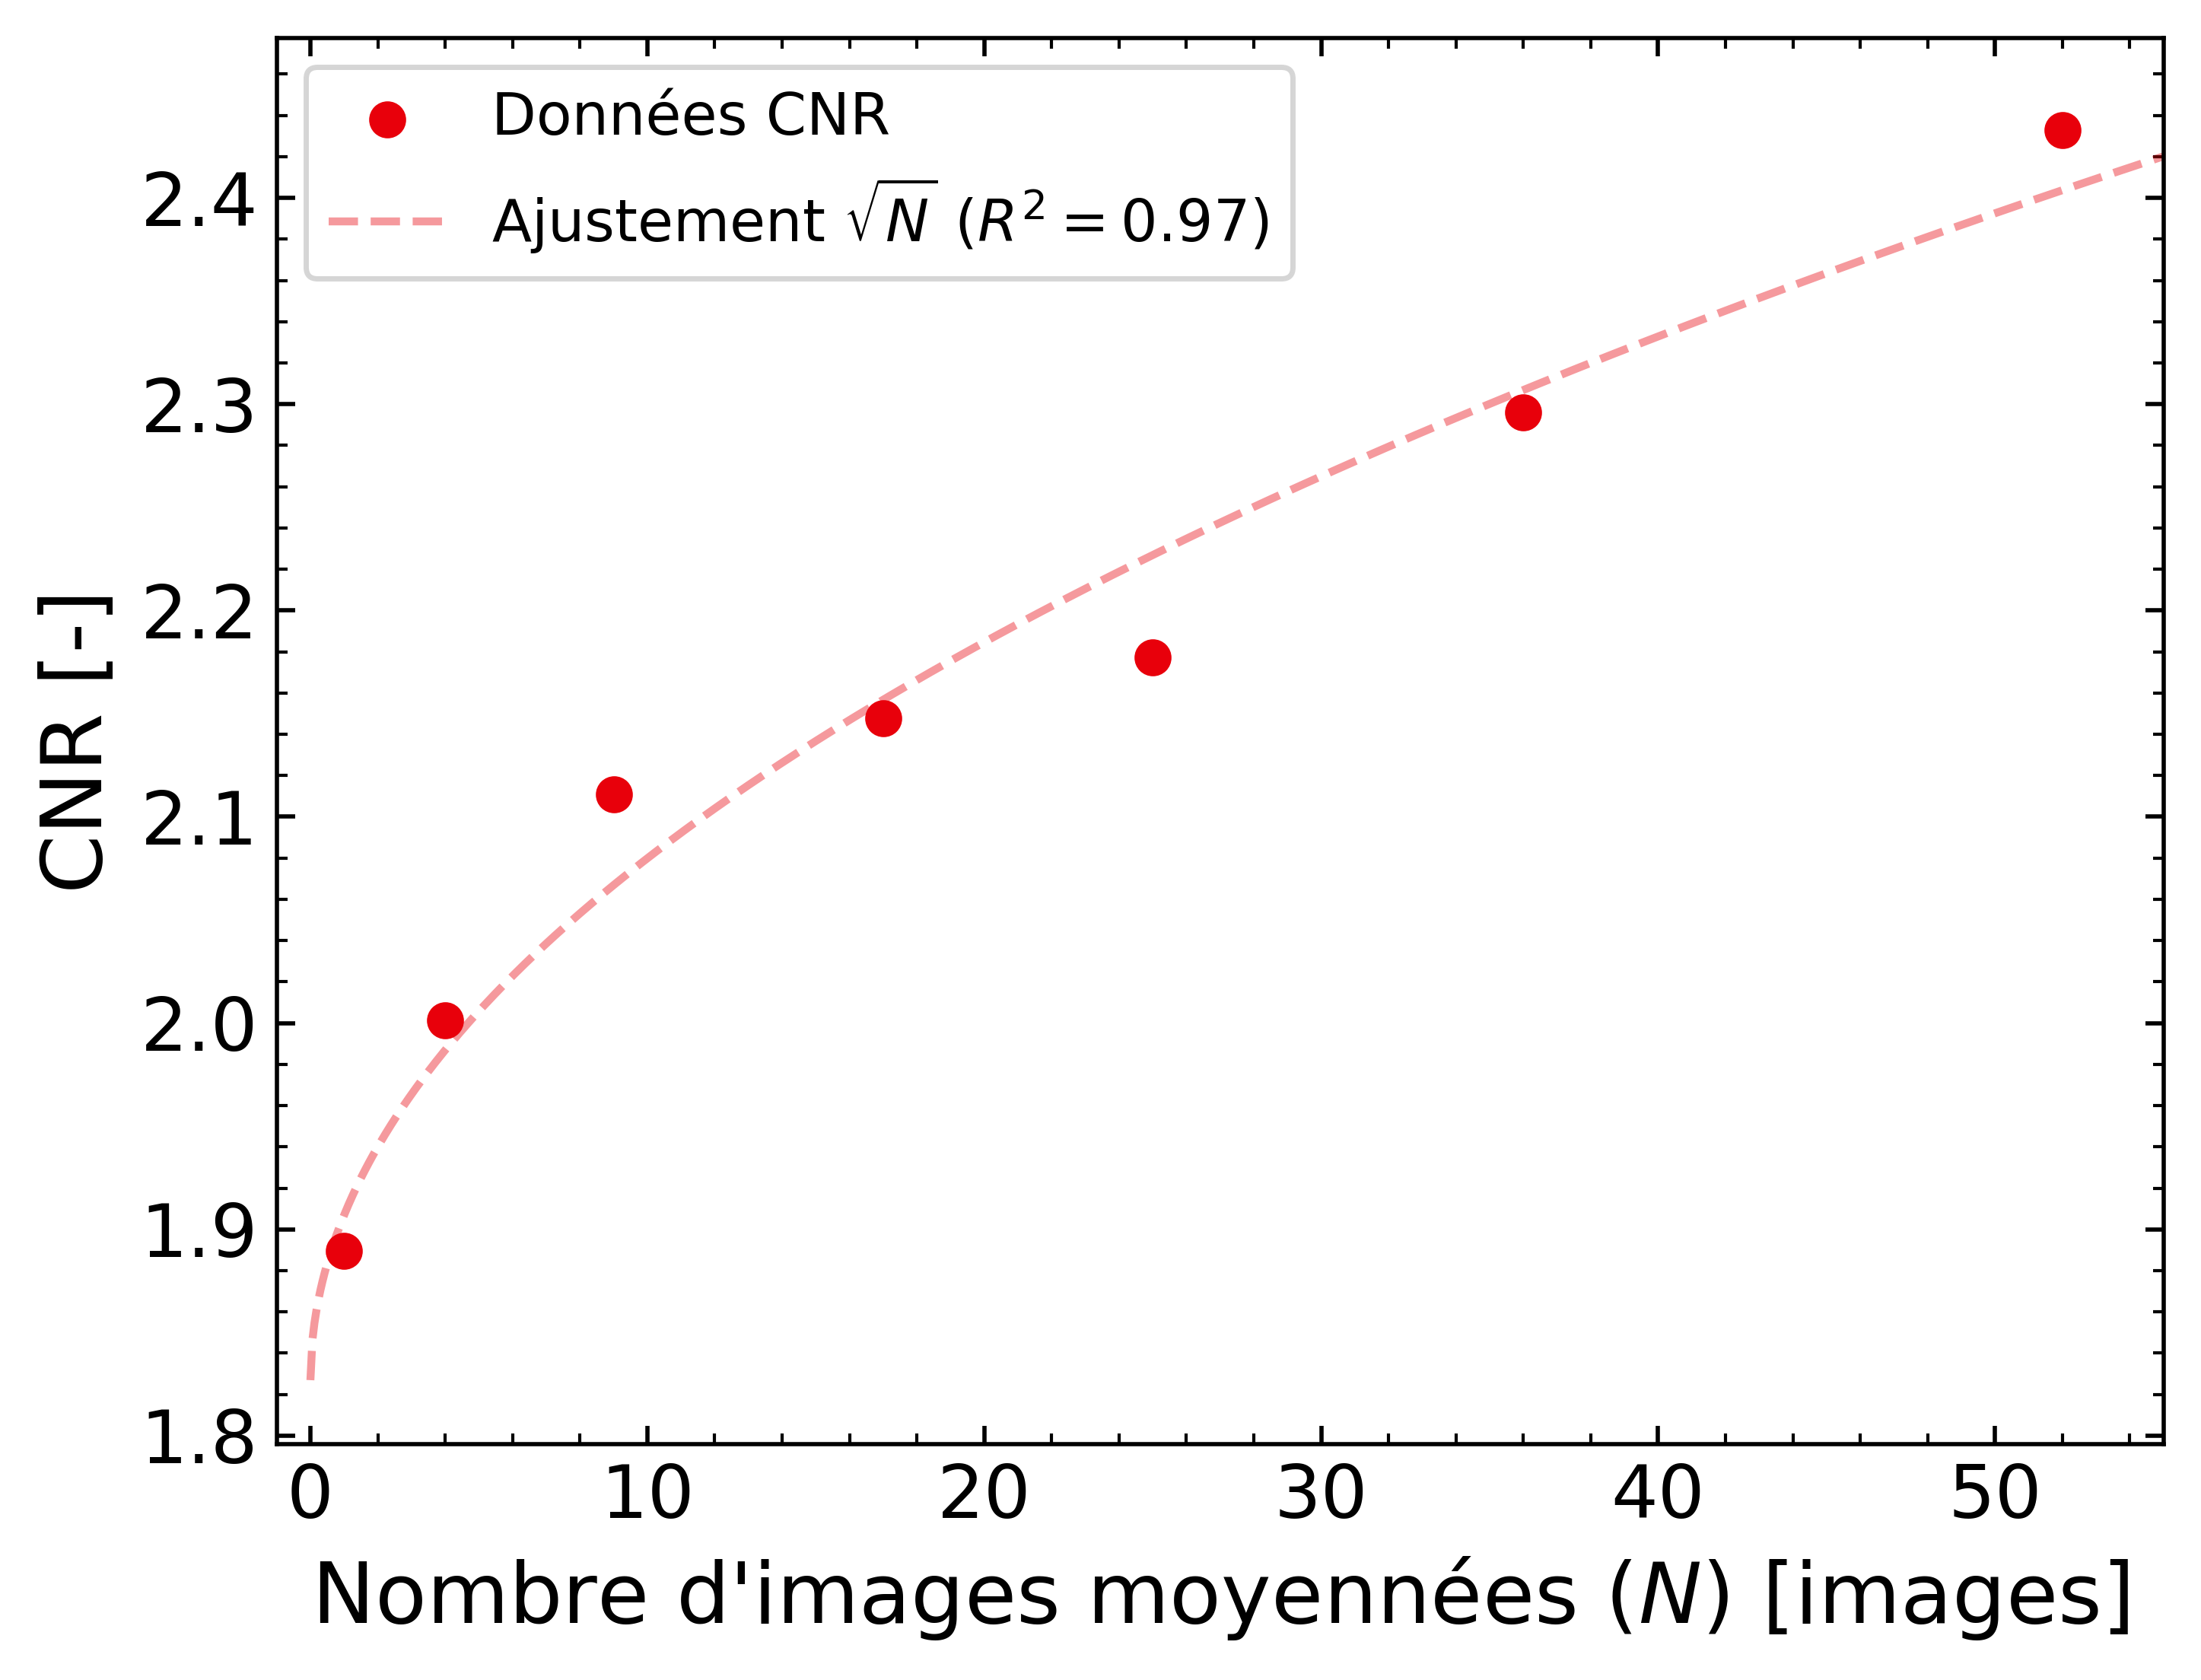 Données CNR
Ajustement √N (R² = 0.97)
2.4
2.3
2.2
2.1
2.0
1.9
1.8
CNR [-]
0 10 20 30 40 50
Nombre d'images moyennées (N) [images]